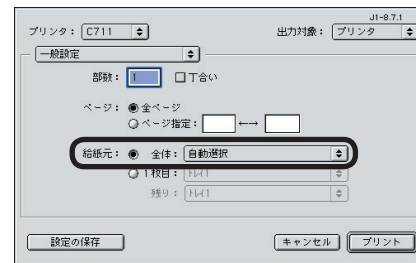 J1-8.7.1
プリンタ： C711 出力対象： プリンタ
一般設定
部数： 1 丁合い
ページ： 全ページ
ページ指定： ←→
給紙元： 全体： 自動選択
1枚目： トレイ1
残り： トレイ1
設定の保存 キャンセル プリント